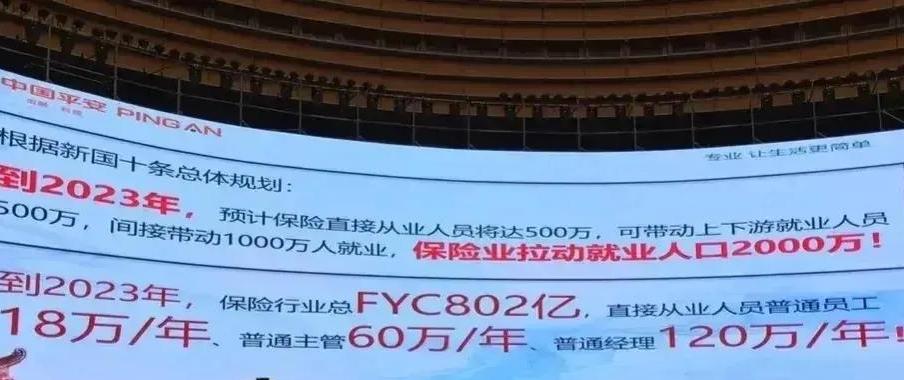 中国平安 PING AN
金融 科技
专业 让生活更简单
根据新国十条总体规划：
到2023年，预计保险直接从业人员将达500万，可带动上下游就业人员
500万，间接带动1000万人就业，保险业拉动就业人口2000万！
到2023年，保险行业总FYC802亿，直接从业人员普通员工
18万/年、普通主管60万/年、普通经理120万/年！